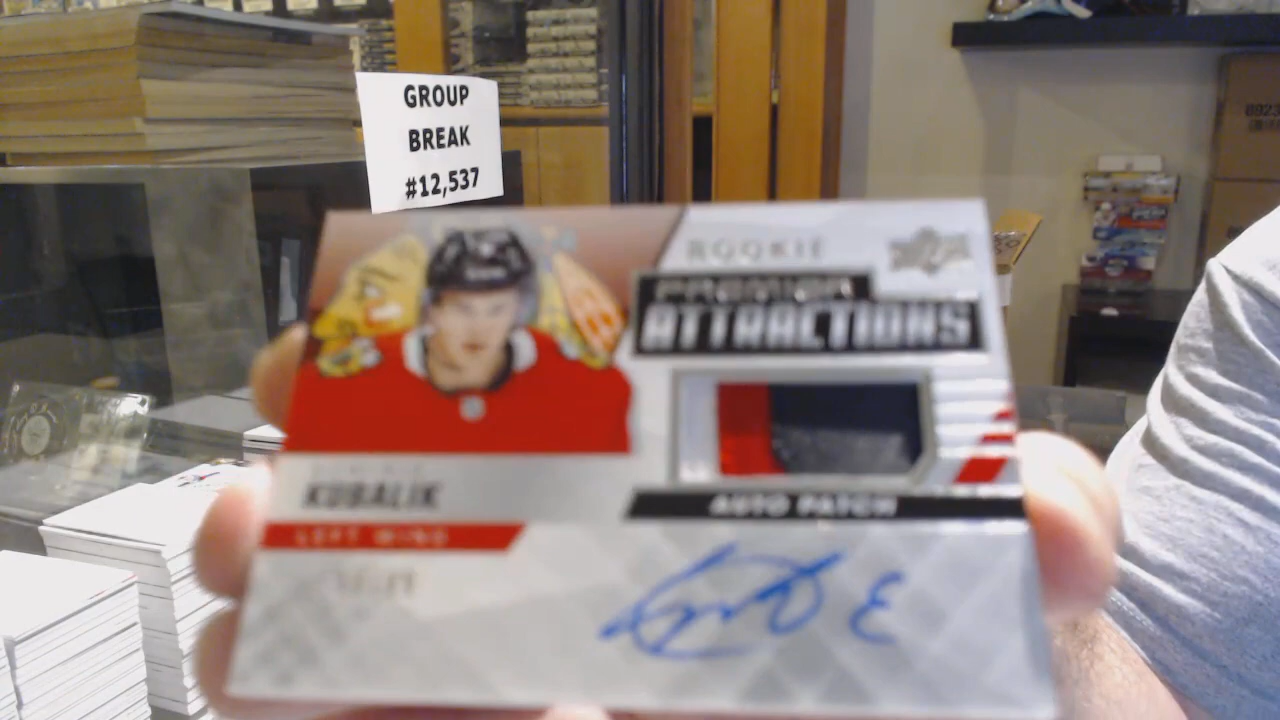 GROUP
BREAK
#12,537
ROOKIE
PREMIER
ATTRACTIONS
KUBALIK
AUTO PATCH
LEFT WING